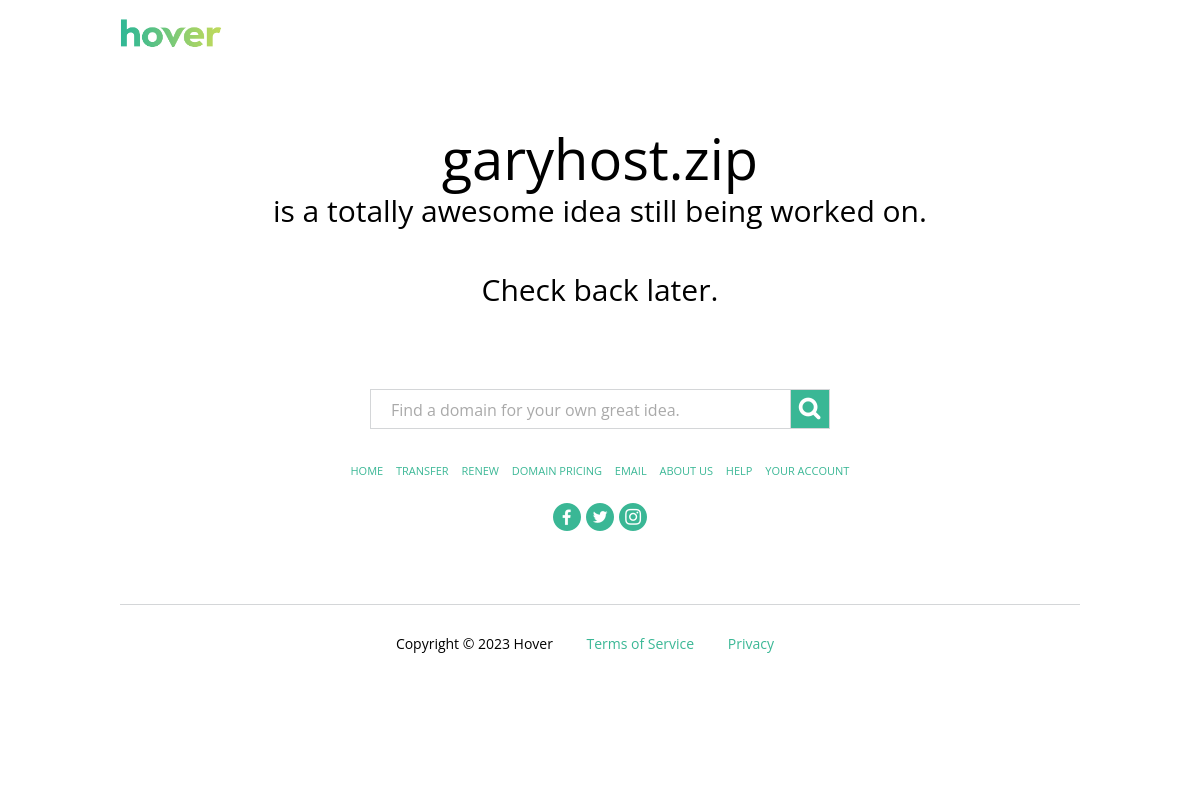 hover
garyhost.zip
is a totally awesome idea still being worked on.
Check back later.
Find a domain for your own great idea.
HOME TRANSFER RENEW DOMAIN PRICING EMAIL ABOUT US HELP YOUR ACCOUNT
Copyright © 2023 Hover Terms of Service Privacy